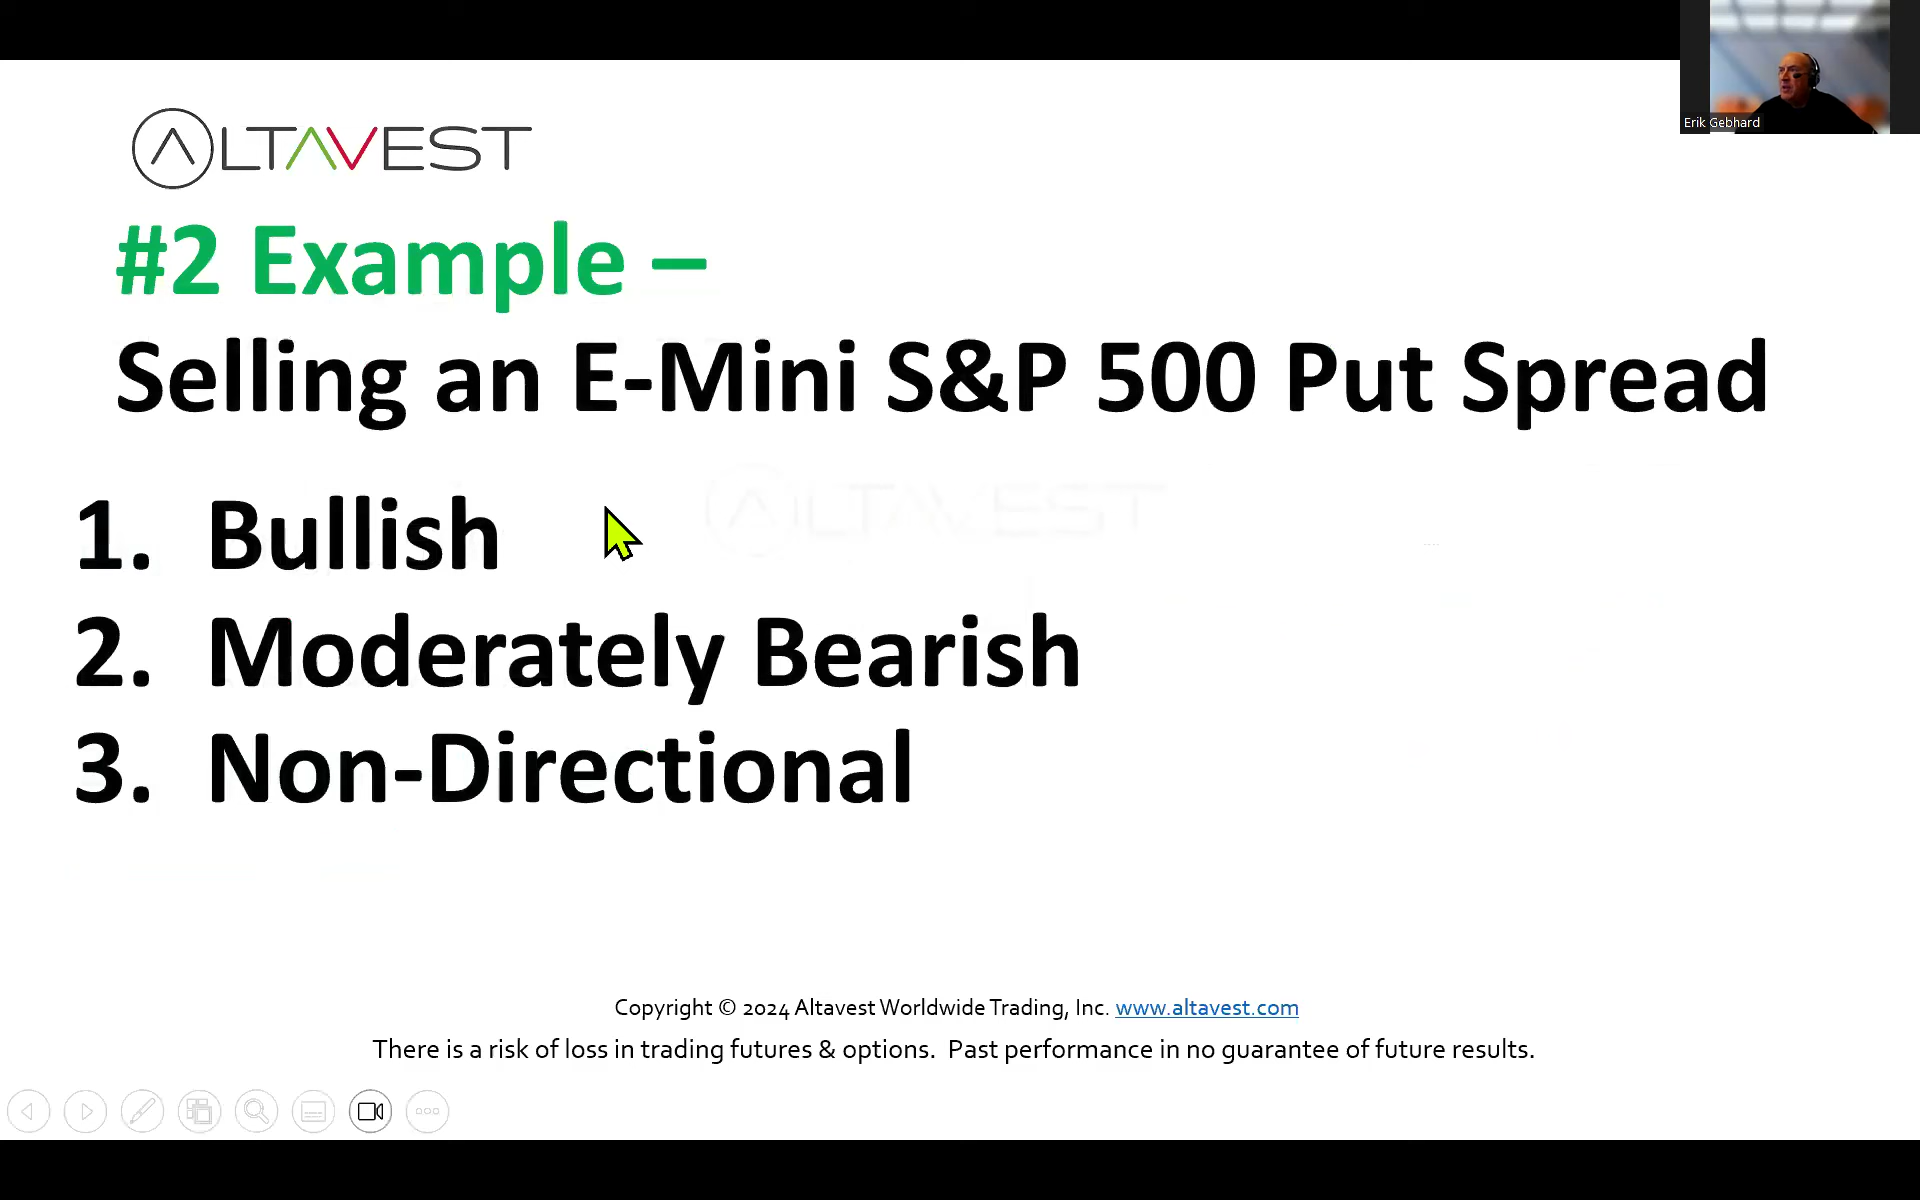 ALTAVEST
Erik Gebhard
#2 Example –
Selling an E-Mini S&P 500 Put Spread
ALTAVEST
1. Bullish
2. Moderately Bearish
3. Non-Directional
Copyright © 2024 Altavest Worldwide Trading, Inc. www.altavest.com
There is a risk of loss in trading futures & options. Past performance in no guarantee of future results.